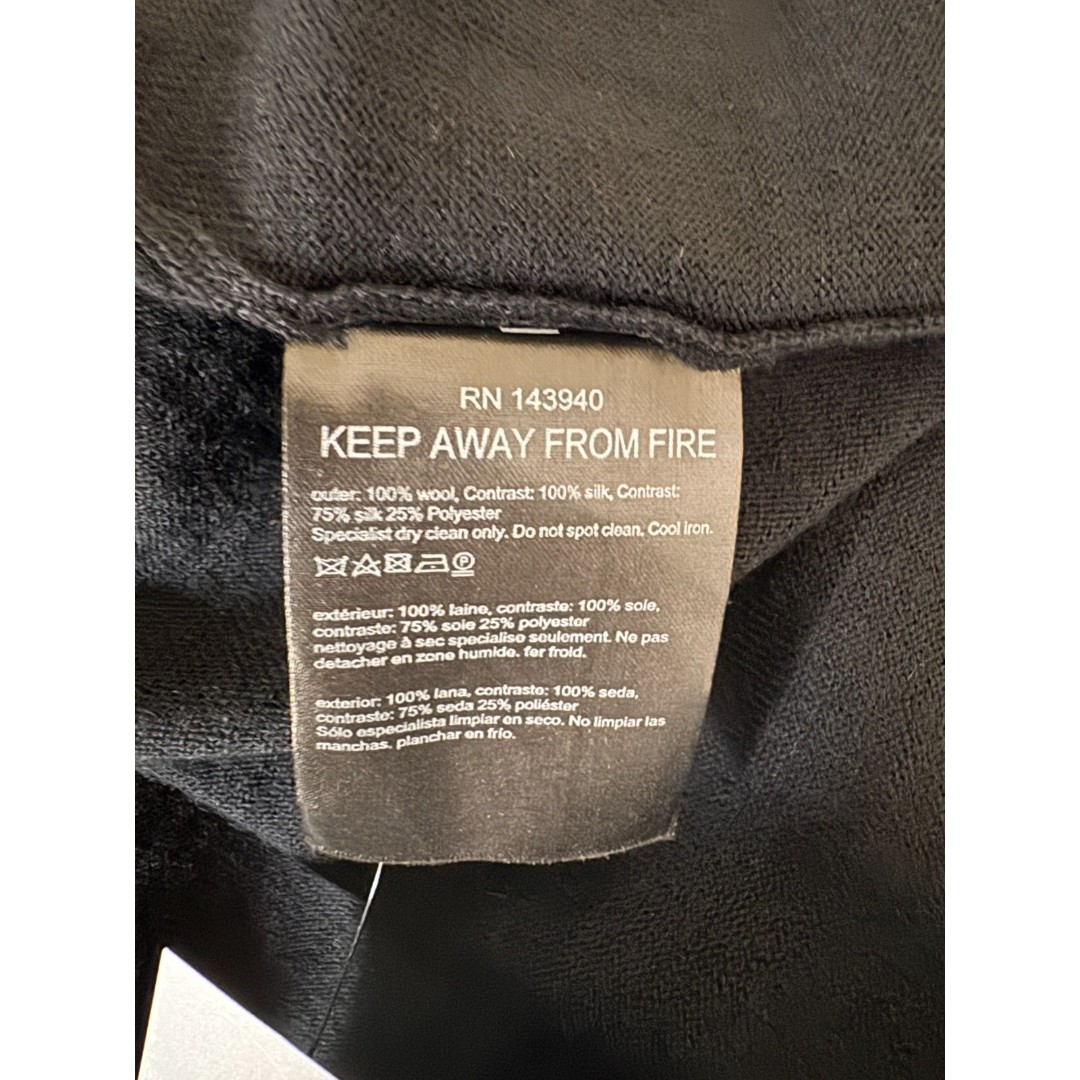 RN 143940
KEEP AWAY FROM FIRE
outer: 100% wool, Contrast: 100% silk, Contrast:
75% silk 25% Polyester
Specialist dry clean only. Do not spot clean. Cool iron.
P
extérieur: 100% laine, contraste: 100% soie,
contraste: 75% soie 25% polyester
nettoyage à sec specialise seulement. Ne pas
detacher en zone humide. fer froid.
exterior: 100% lana, contraste: 100% seda,
contraste: 75% seda 25% poliéster
Sólo especialista limpiar en seco. No limpiar las
manchas. planchar en frio.